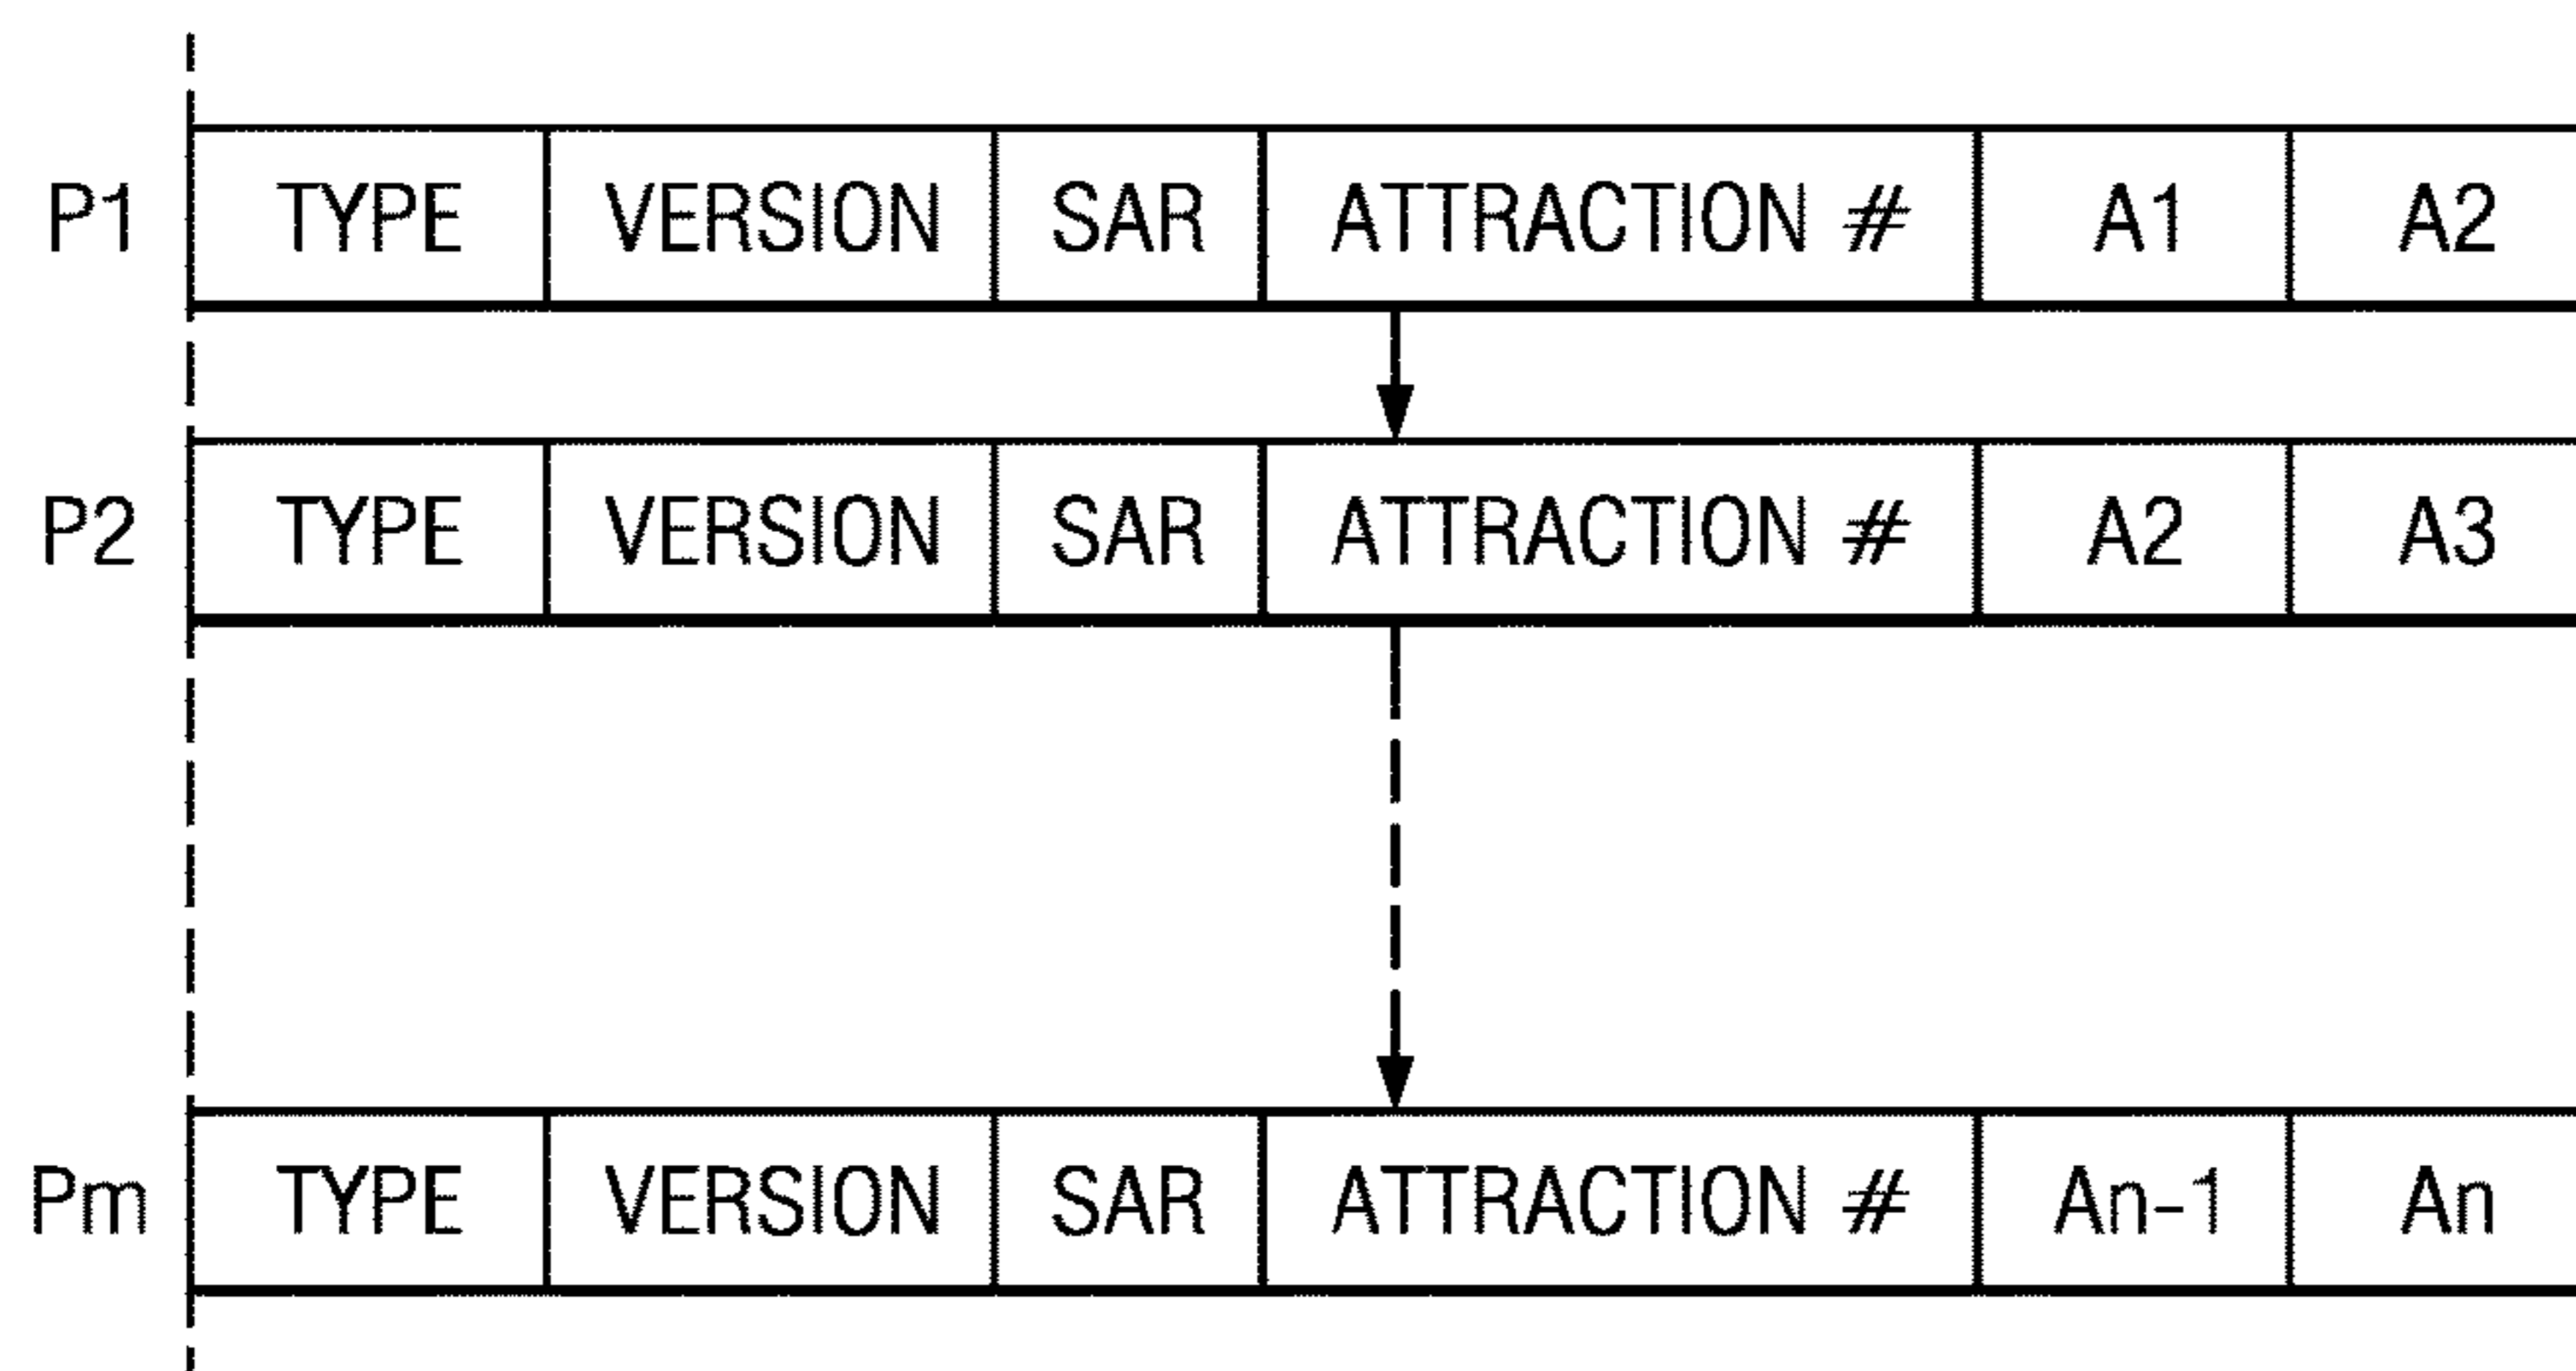 P1 TYPE VERSION SAR ATTRACTION # A1 A2
P2 TYPE VERSION SAR ATTRACTION # A2 A3
Pm TYPE VERSION SAR ATTRACTION # An-1 An